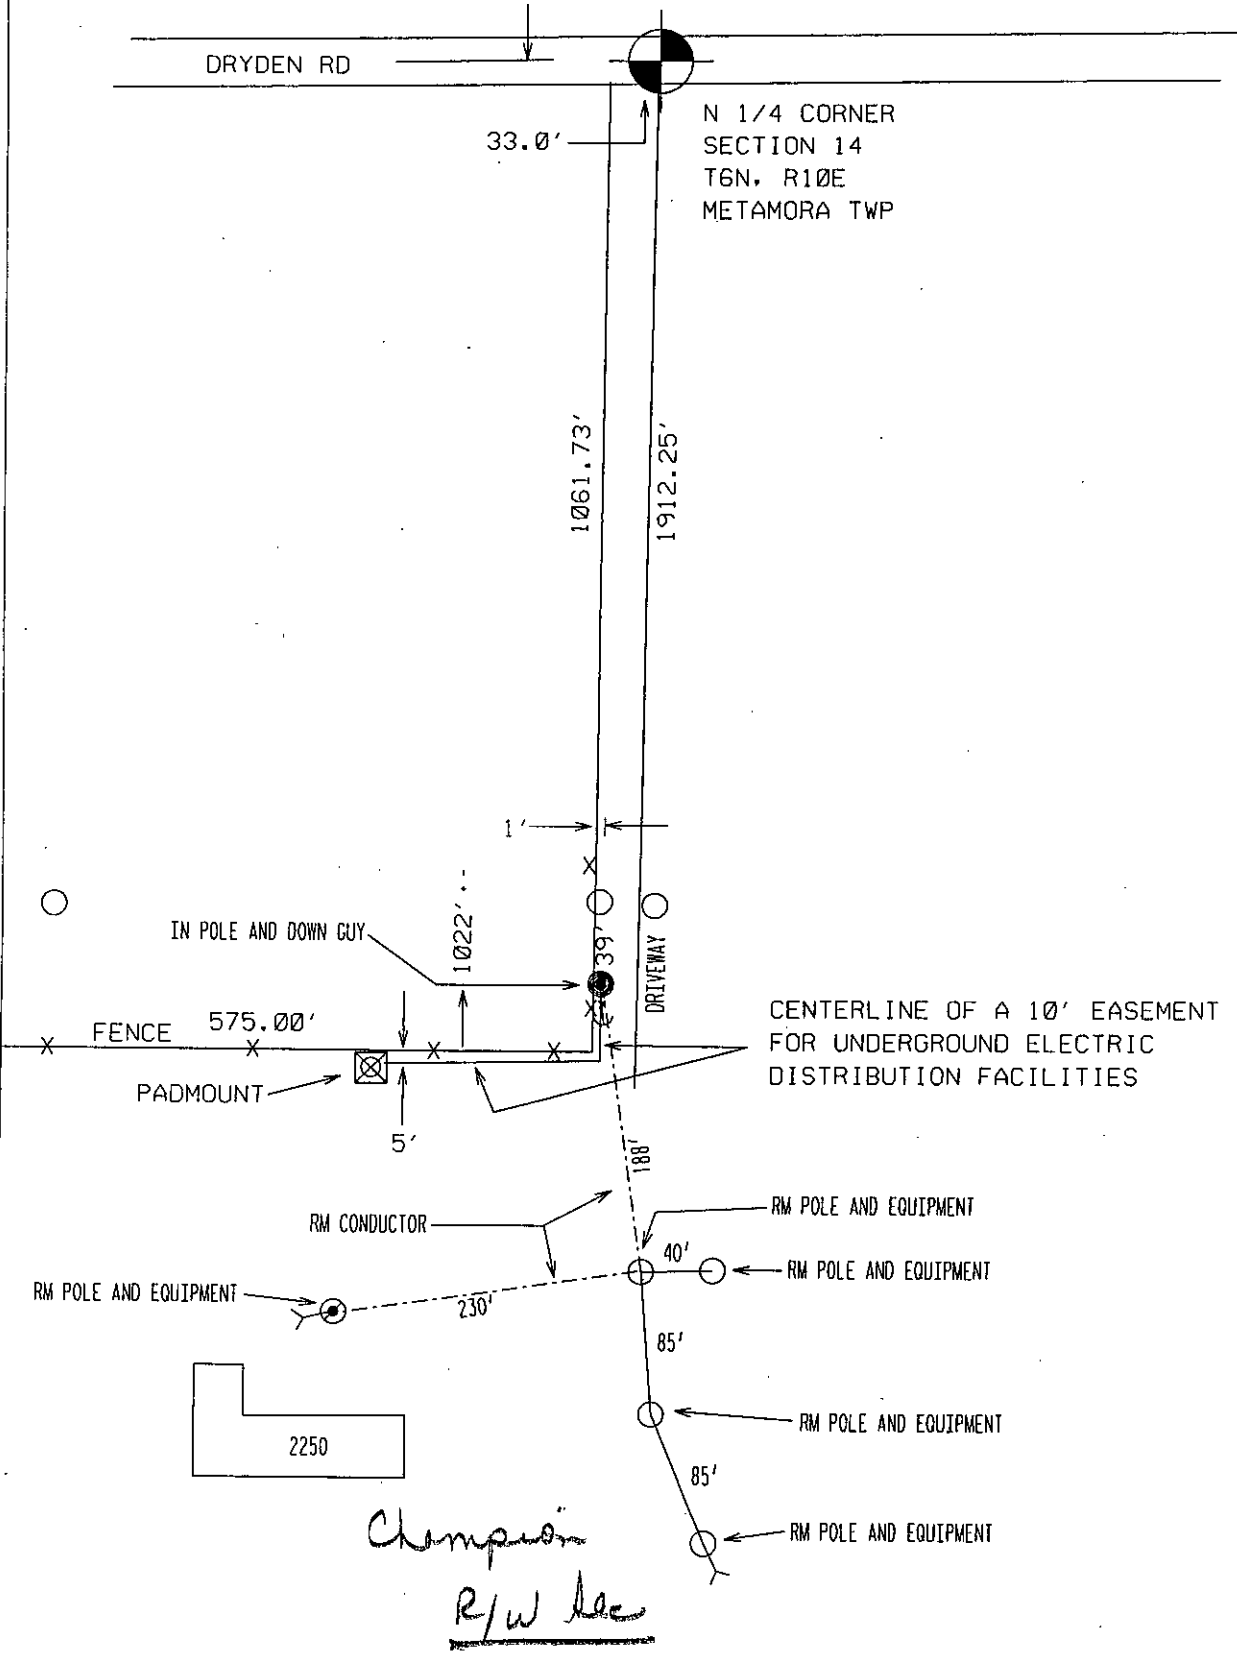 DRYDEN RD
33.0'
N 1/4 CORNER
SECTION 14
T6N, R10E
METAMORA TWP
1061.73'
1912.25'
1'
IN POLE AND DOWN GUY
1022'
39'
DRIVEWAY
FENCE
575.00'
PADMOUNT
5'
CENTERLINE OF A 10' EASEMENT
FOR UNDERGROUND ELECTRIC
DISTRIBUTION FACILITIES
188'
RM CONDUCTOR
RM POLE AND EQUIPMENT
40'
RM POLE AND EQUIPMENT
RM POLE AND EQUIPMENT
230'
85'
RM POLE AND EQUIPMENT
2250
85'
RM POLE AND EQUIPMENT
Champion
R/W